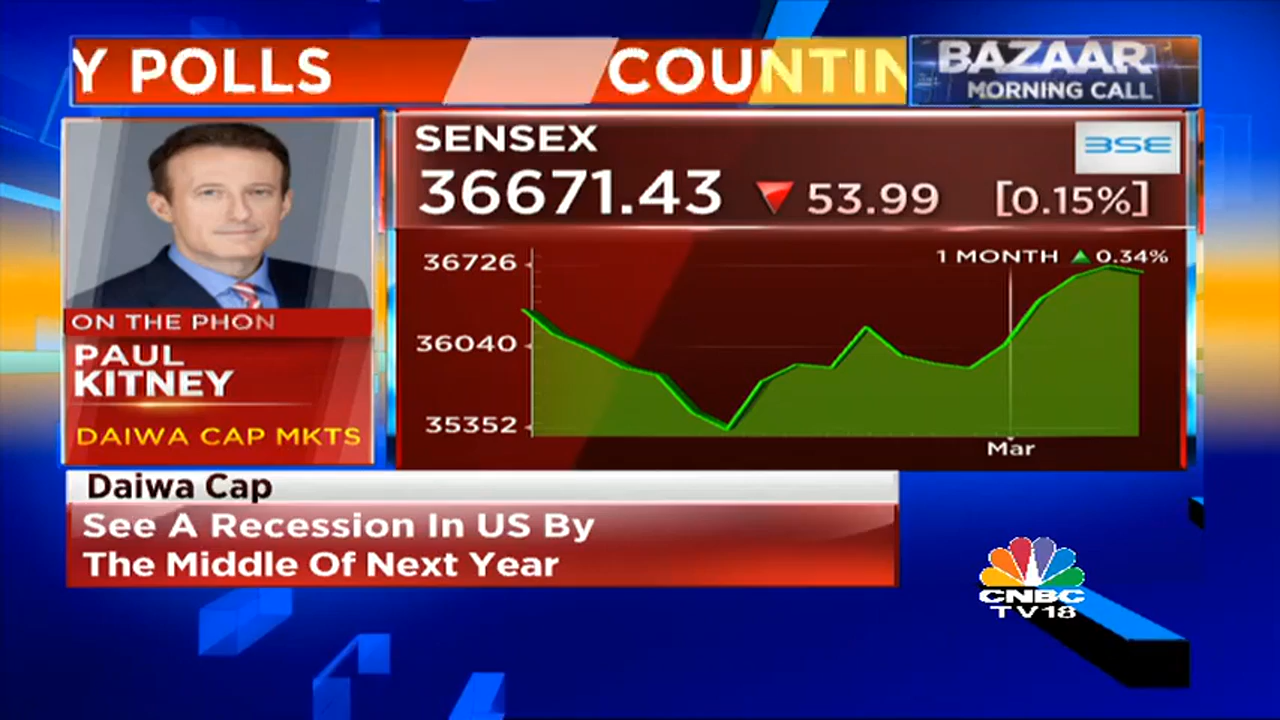 Y POLLS COUNTIN
BAZAAR
MORNING CALL
SENSEX
BSE
36671.43 ▼ 53.99 [0.15%]
1 MONTH ▲ 0.34%
36726
36040
35352
Mar
ON THE PHON
PAUL
KITNEY
DAIWA CAP MKTS
Daiwa Cap
See A Recession In US By
The Middle Of Next Year
CNBC
TV18